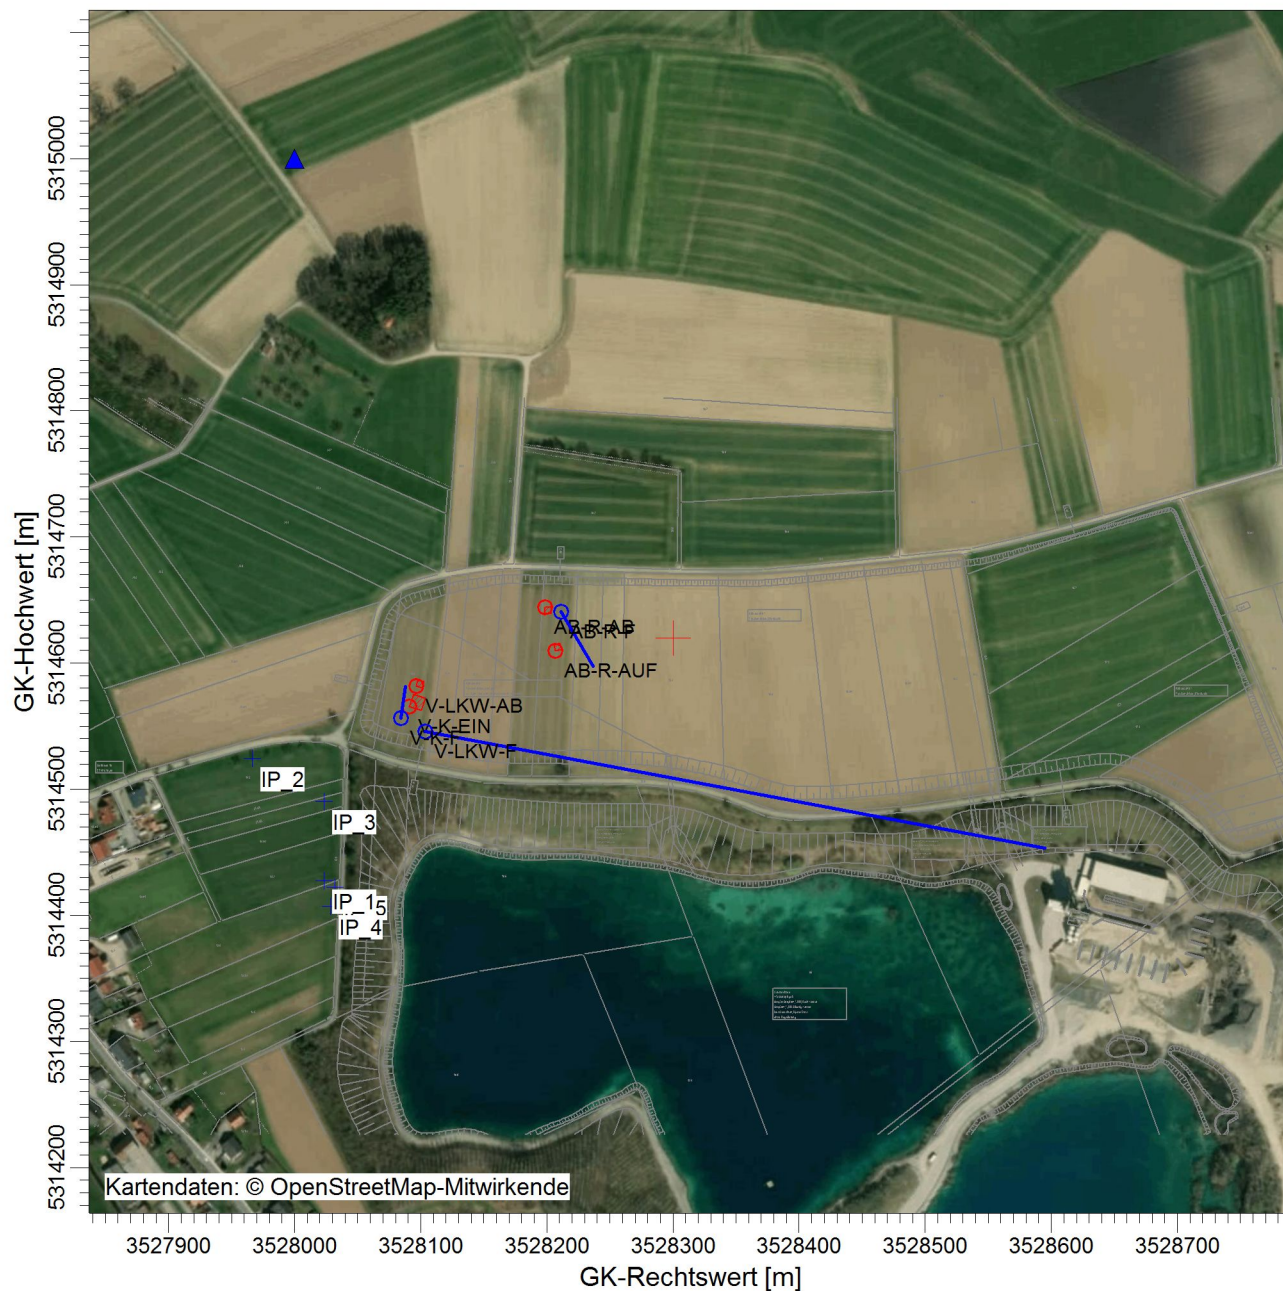 5315000
5314900
5314800
5314700
5314600
5314500
5314400
5314300
5314200
GK-Hochwert [m]
AB-R-AB
AB-R-F
AB-R-AUF
V-LKW-AB
V-K-EIN
V-K-F
V-LKW-F
IP_2
IP_3
IP_1
5
IP_4
Kartendaten: © OpenStreetMap-Mitwirkende
3527900 3528000 3528100 3528200 3528300 3528400 3528500 3528600 3528700
GK-Rechtswert [m]